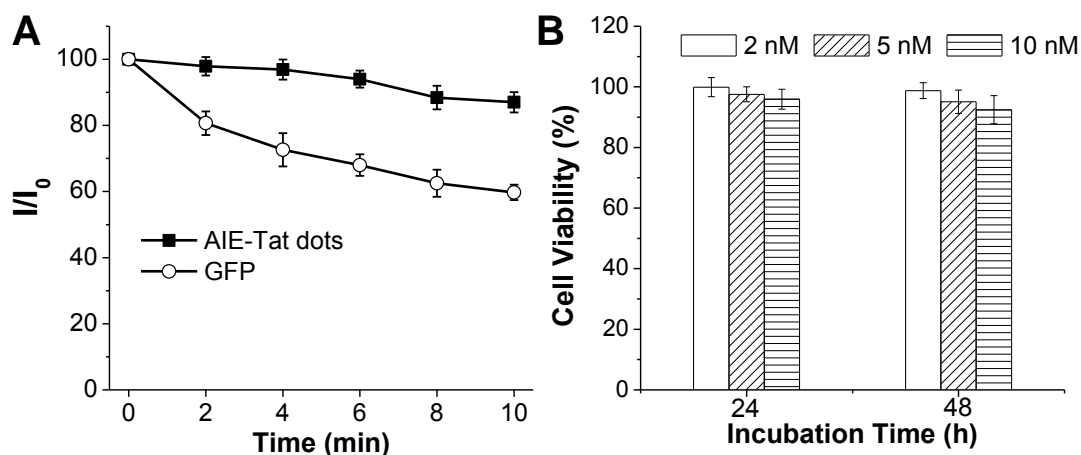 A
I/I0
100
80
60
40
20
0
AIE-Tat dots
GFP
0 2 4 6 8 10
Time (min)
B
Cell Viability (%)
120
100
80
60
40
20
0
2 nM 5 nM 10 nM
24 48
Incubation Time (h)